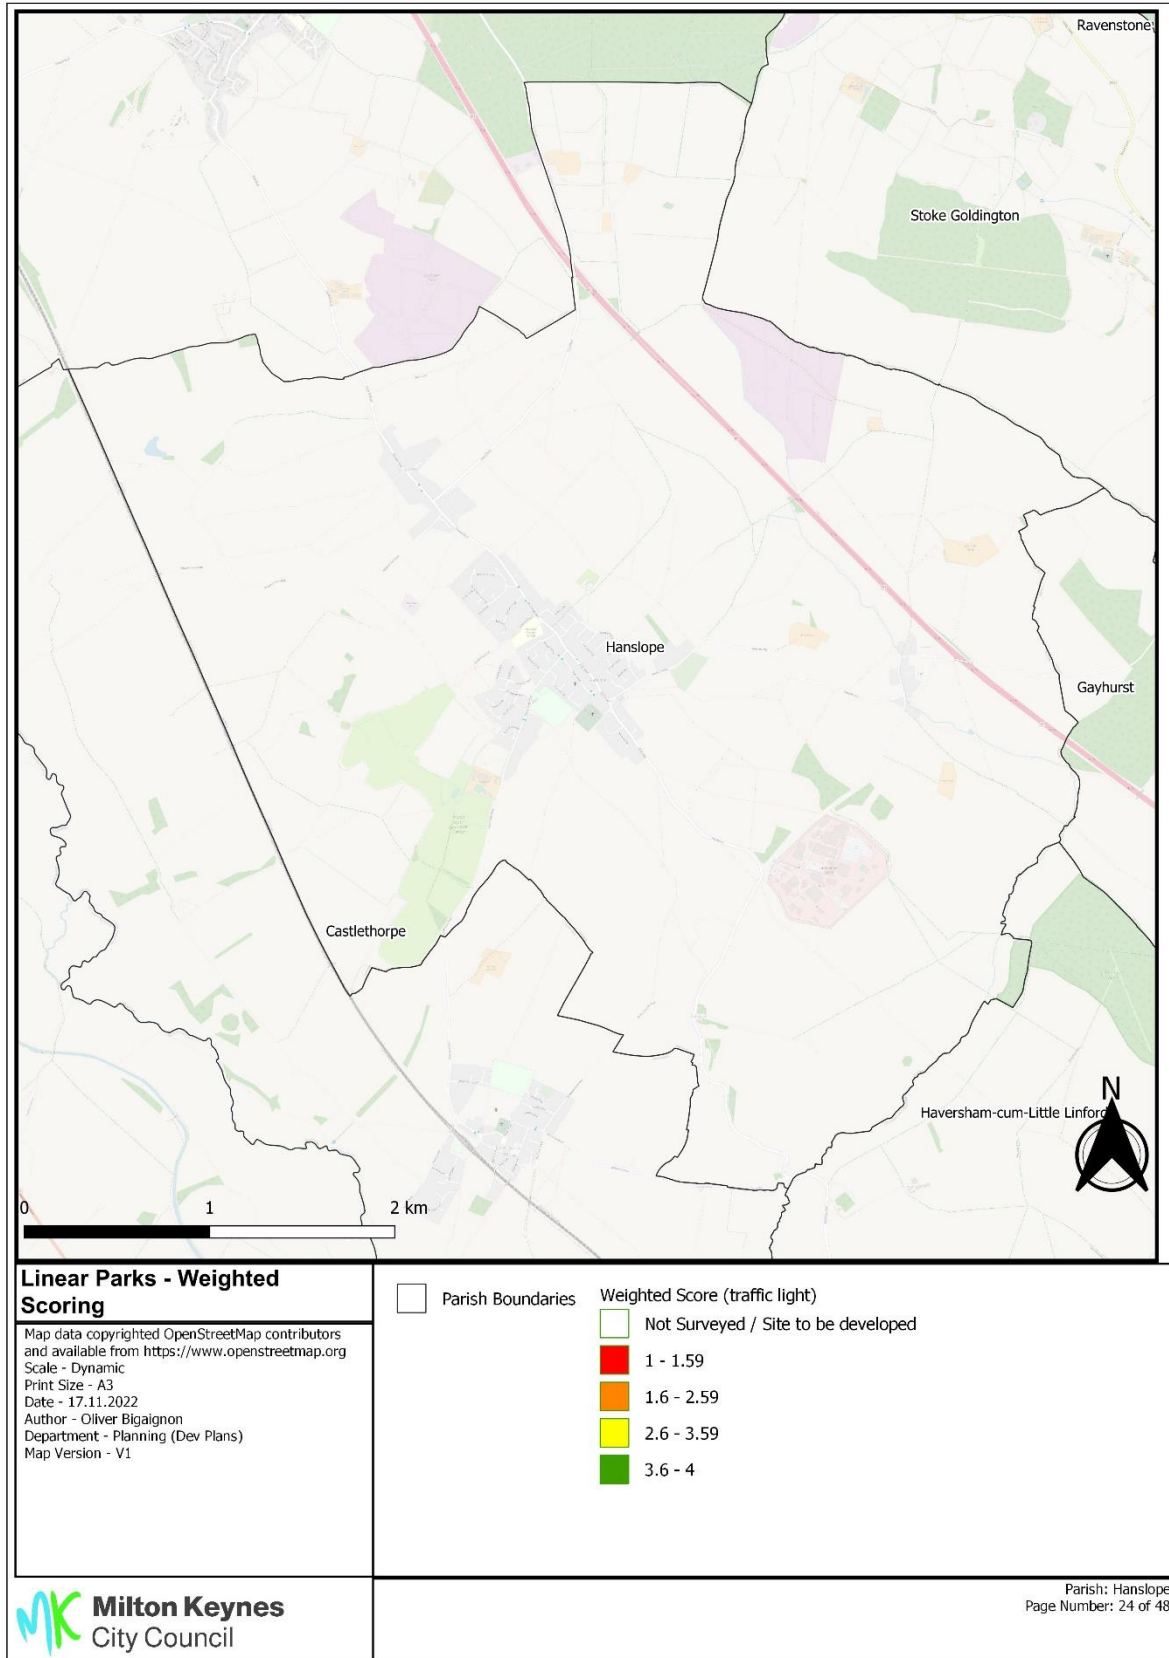 Ravenstone
Stoke Goldington
Hanslope
Gayhurst
Castlethorpe
N
Haversham-cum-Little Linford
0 1 2 km
Linear Parks - Weighted
Scoring
Map data copyrighted OpenStreetMap contributors
and available from https://www.openstreetmap.org
Scale - Dynamic
Print Size - A3
Date - 17.11.2022
Author - Oliver Bigaignon
Department - Planning (Dev Plans)
Map Version - V1
Parish Boundaries
Weighted Score (traffic light)
Not Surveyed / Site to be developed
1 - 1.59
1.6 - 2.59
2.6 - 3.59
3.6 - 4
MK Milton Keynes
City Council
Parish: Hanslope
Page Number: 24 of 48